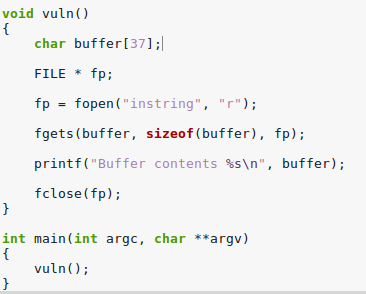 void vuln()
{
    char buffer[37];
    FILE * fp;
    fp = fopen("instring", "r");
    fgets(buffer, sizeof(buffer), fp);
    printf("Buffer contents %s\n", buffer);
    fclose(fp);
}
int main(int argc, char **argv)
{
    vuln();
}